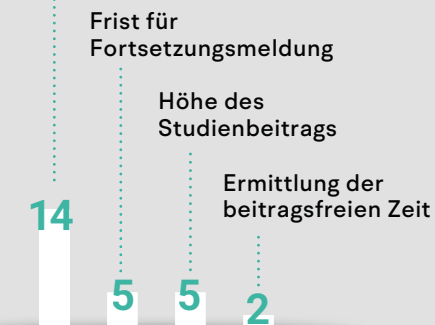 Frist für
Fortsetzungsmeldung
Höhe des
Studienbeitrags
Ermittlung der
beitragsfreien Zeit
14
5
5
2